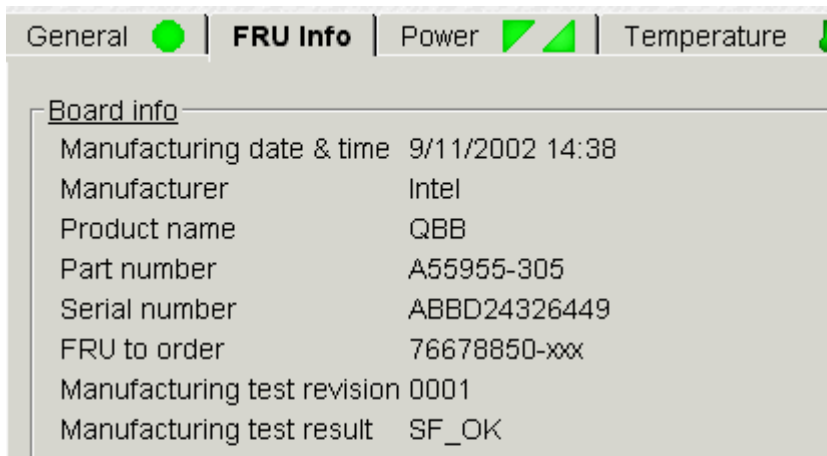 General FRU Info Power Temperature
Board info
Manufacturing date & time 9/11/2002 14:38
Manufacturer Intel
Product name QBB
Part number A55955-305
Serial number ABBD24326449
FRU to order 76678850-xxx
Manufacturing test revision 0001
Manufacturing test result SF_OK